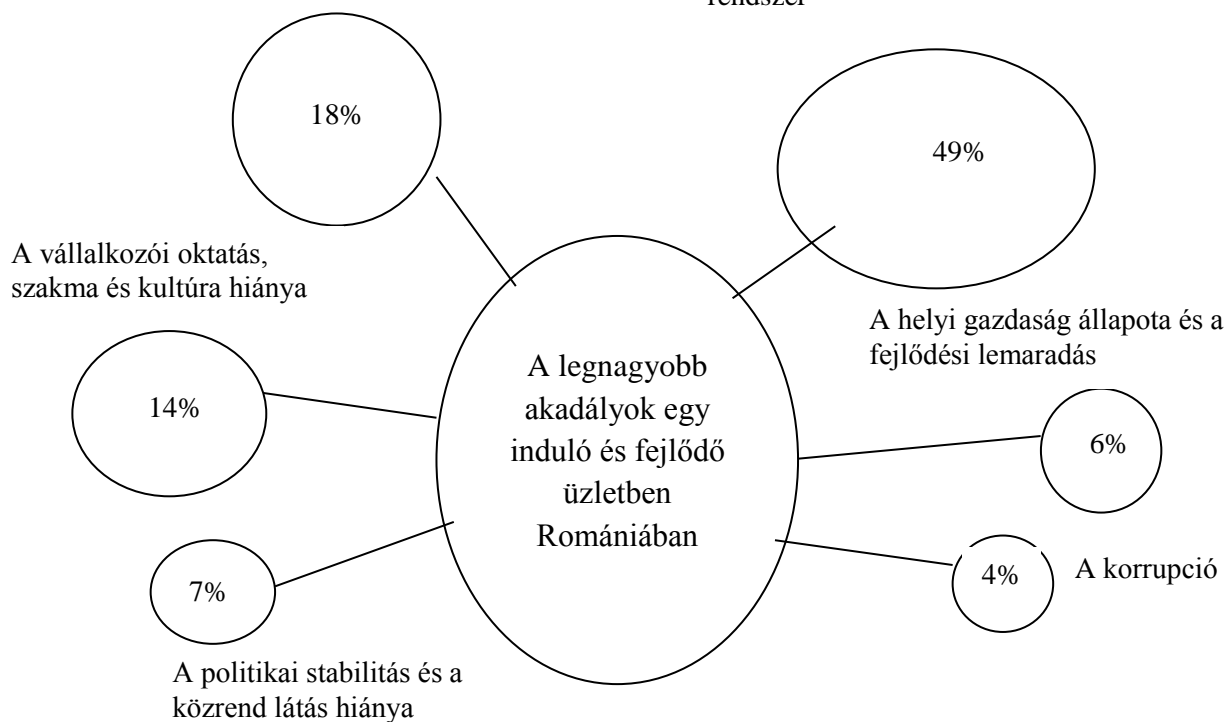 rendszer
18%
49%
A vállalkozói oktatás,
szakma és kultúra hiánya
A helyi gazdaság állapota és a
fejlődési lemaradás
A legnagyobb
akadályok egy
induló és fejlődő
üzletben
Romániában
14%
6%
7%
4%
A korrupció
A politikai stabilitás és a
közrend látás hiánya